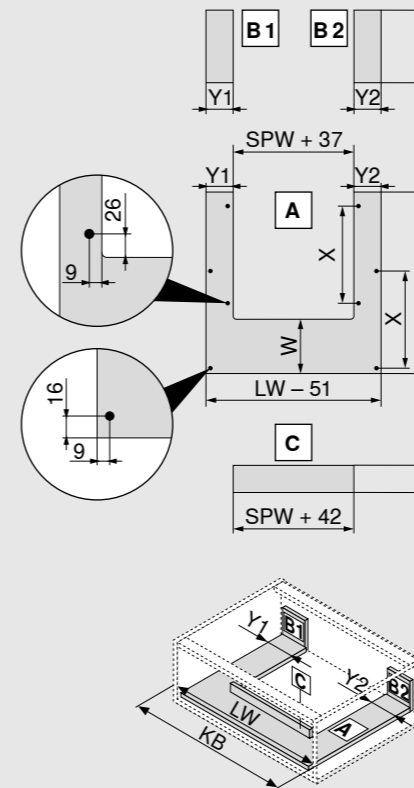 B1 B2
Y1 Y2
SPW + 37
Y1 Y2
A
26
9
X
X
W
16
9
LW – 51
C
SPW + 42
B1
Y1
Y2
B2
C
LW
A
KB